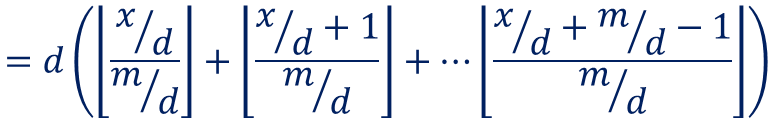 = d(⌊(x/d)/(m/d)⌋ + ⌊(x/d + 1)/(m/d)⌋ + ⋯ ⌊(x/d + m/d − 1)/(m/d)⌋)